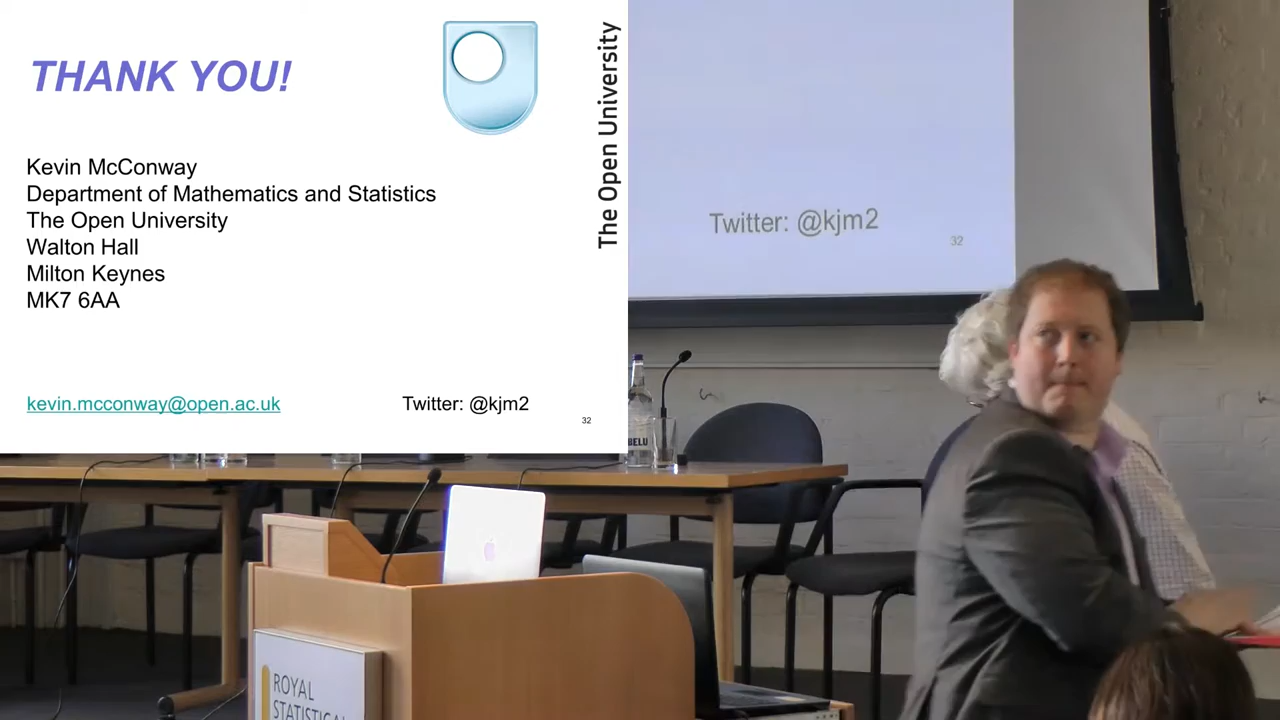 THANK YOU!
Kevin McConway
Department of Mathematics and Statistics
The Open University
Walton Hall
Milton Keynes
MK7 6AA
kevin.mcconway@open.ac.uk
Twitter: @kjm2
32
The Open University
Twitter: @kjm2
32
BELU
ROYAL
STATISTICAL